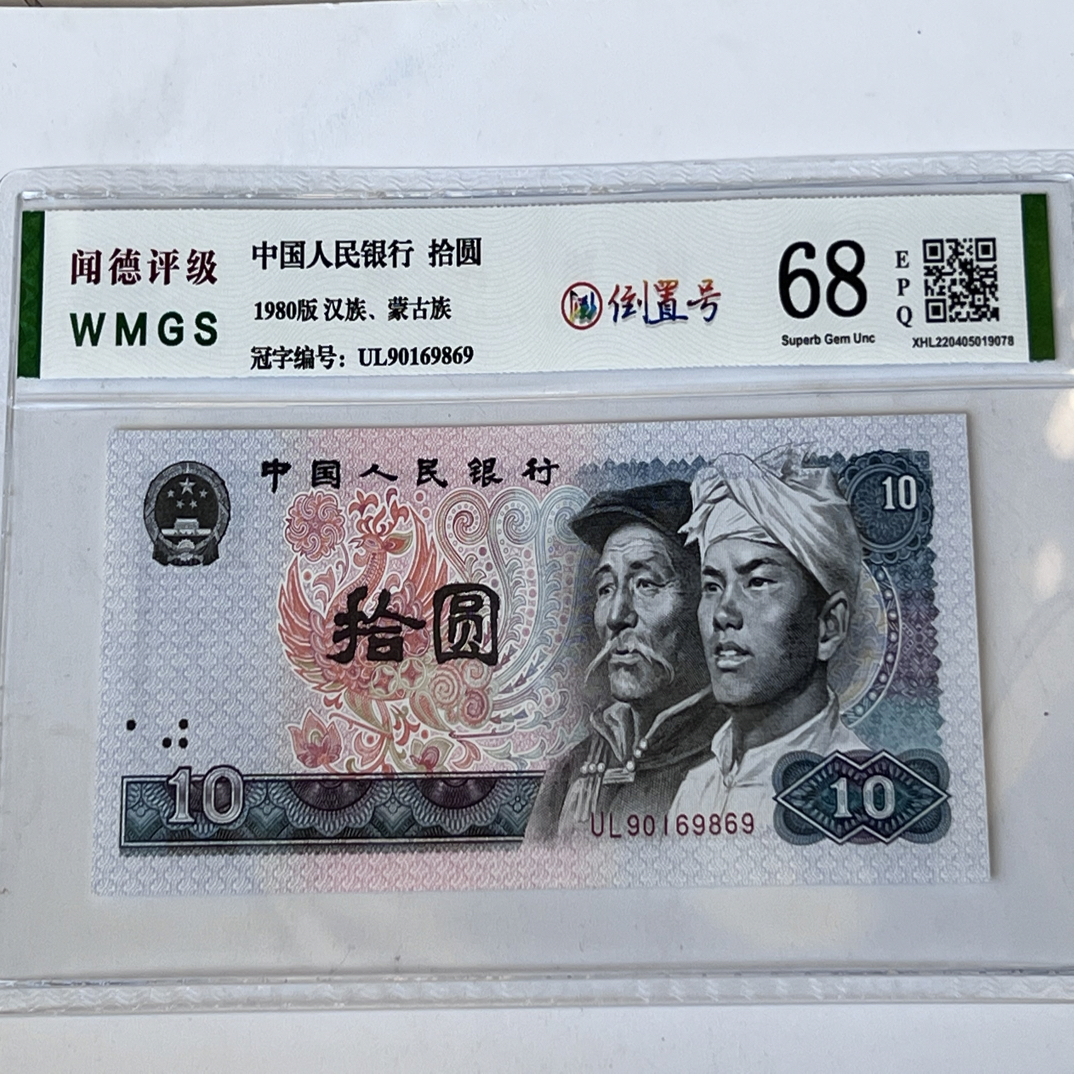 闻德评级
WMGS
中国人民银行 拾圆
1980版 汉族、蒙古族
冠字编号：UL90169869
闻 倒置号
68
EPQ
Superb Gem Unc
XHL220405019078
中国人民银行
10
拾圆
10
UL90169869
10